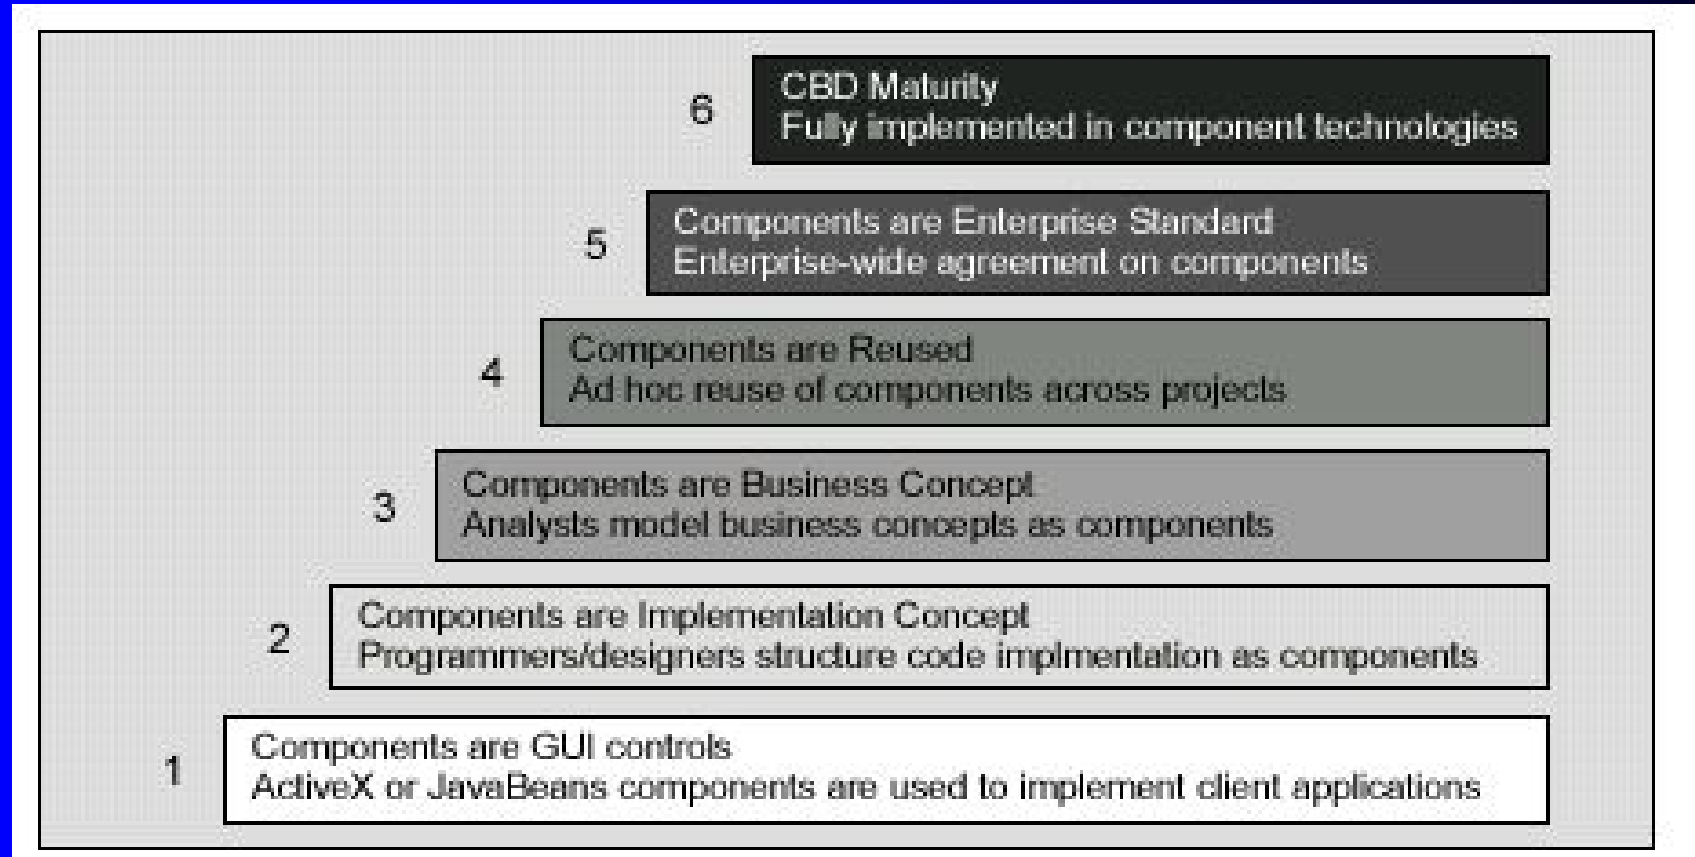 6
CBD Maturity
Fully implemented in component technologies
5
Components are Enterprise Standard
Enterprise-wide agreement on components
4
Components are Reused
Ad hoc reuse of components across projects
3
Components are Business Concept
Analysts model business concepts as components
2
Components are Implementation Concept
Programmers/designers structure code implmentation as components
1
Components are GUI controls
ActiveX or JavaBeans components are used to implement client applications